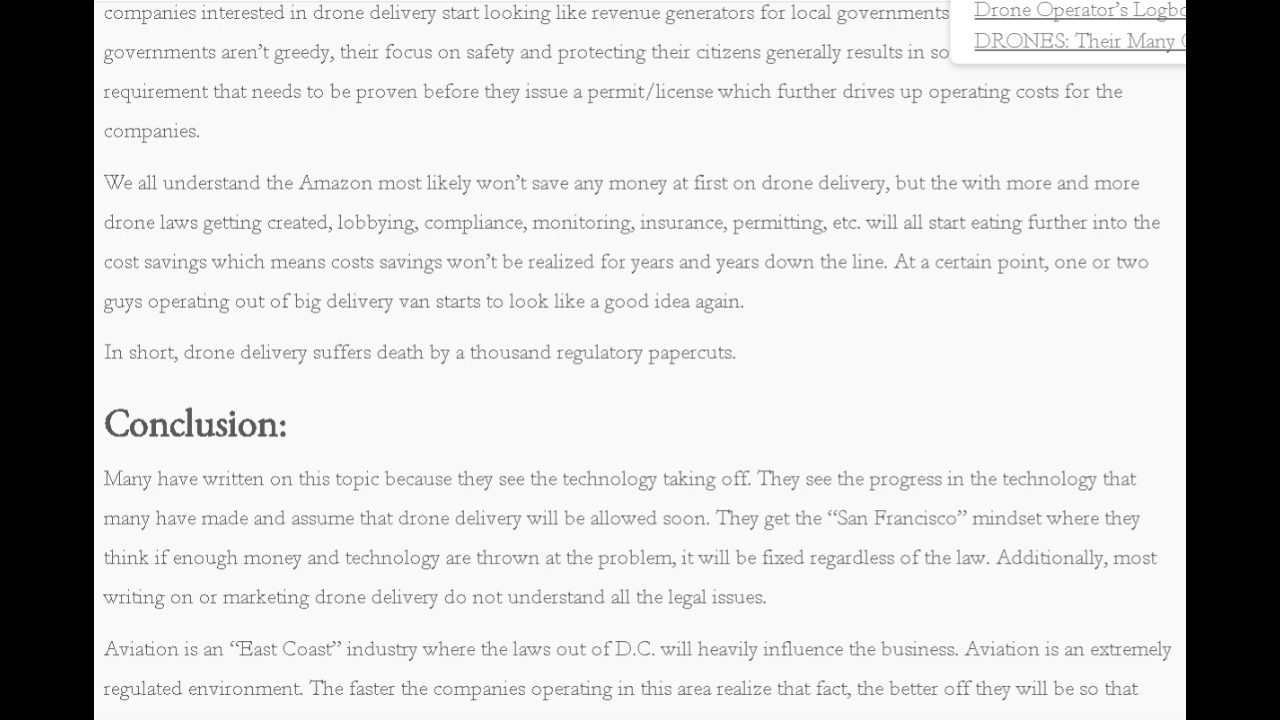 companies interested in drone delivery start looking like revenue generators for local governments
Drone Operator’s Logbo
governments aren’t greedy, their focus on safety and protecting their citizens generally results in so
DRONES: Their Many
requirement that needs to be proven before they issue a permit/license which further drives up operating costs for the
companies.
We all understand the Amazon most likely won’t save any money at first on drone delivery, but the with more and more
drone laws getting created, lobbying, compliance, monitoring, insurance, permitting, etc. will all start eating further into the
cost savings which means costs savings won’t be realized for years and years down the line. At a certain point, one or two
guys operating out of big delivery van starts to look like a good idea again.
In short, drone delivery suffers death by a thousand regulatory papercuts.
Conclusion:
Many have written on this topic because they see the technology taking off. They see the progress in the technology that
many have made and assume that drone delivery will be allowed soon. They get the “San Francisco” mindset where they
think if enough money and technology are thrown at the problem, it will be fixed regardless of the law. Additionally, most
writing on or marketing drone delivery do not understand all the legal issues.
Aviation is an “East Coast” industry where the laws out of D.C. will heavily influence the business. Aviation is an extremely
regulated environment. The faster the companies operating in this area realize that fact, the better off they will be so that